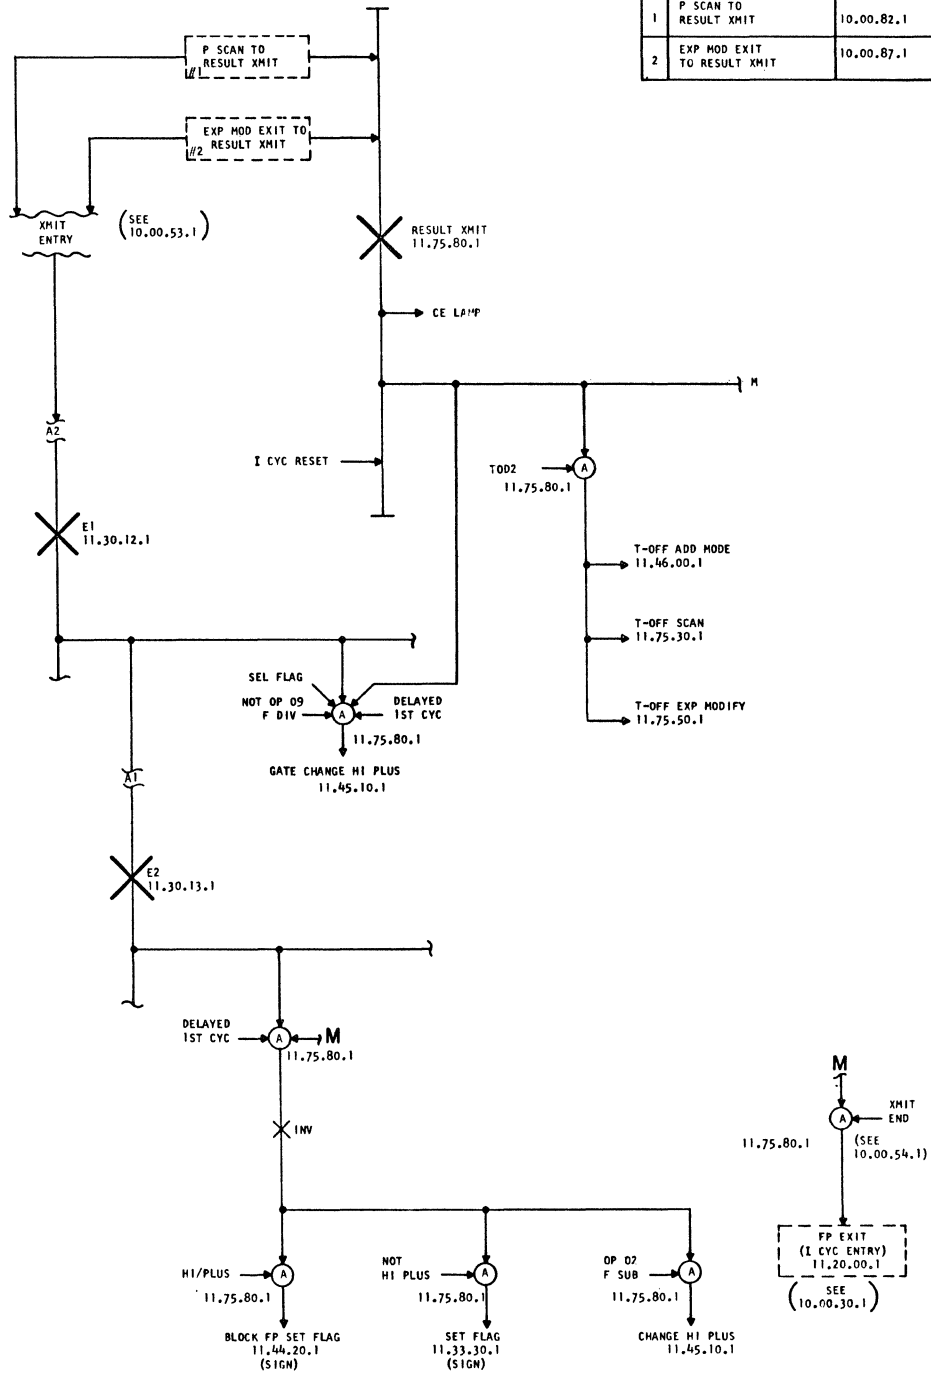 1 P SCAN TO
RESULT XMIT 10.00.82.1
2 EXP MOD EXIT
TO RESULT XMIT 10.00.87.1
P SCAN TO
RESULT XMIT
#1
EXP MOD EXIT TO
RESULT XMIT
#2
XMIT
ENTRY
(SEE
10.00.53.1)
RESULT XMIT
11.75.80.1
CE LAMP
M
A2
I CYC RESET
TOD2
A
11.75.80.1
E1
11.30.12.1
T-OFF ADD MODE
11.46.00.1
T-OFF SCAN
11.75.30.1
SEL FLAG
NOT OP 09
F DIV
A
DELAYED
1ST CYC
11.75.80.1
T-OFF EXP MODIFY
11.75.50.1
GATE CHANGE HI PLUS
11.45.10.1
A1
E2
11.30.13.1
DELAYED
1ST CYC
A
M
11.75.80.1
INV
M
XMIT
END
A
11.75.80.1
(SEE
10.00.54.1)
FP EXIT
(I CYC ENTRY)
11.20.00.1
(SEE
10.00.30.1)
HI/PLUS
A
11.75.80.1
NOT
HI PLUS
A
11.75.80.1
OP 02
F SUB
A
11.75.80.1
BLOCK FP SET FLAG
11.44.20.1
(SIGN)
SET FLAG
11.33.30.1
(SIGN)
CHANGE HI PLUS
11.45.10.1